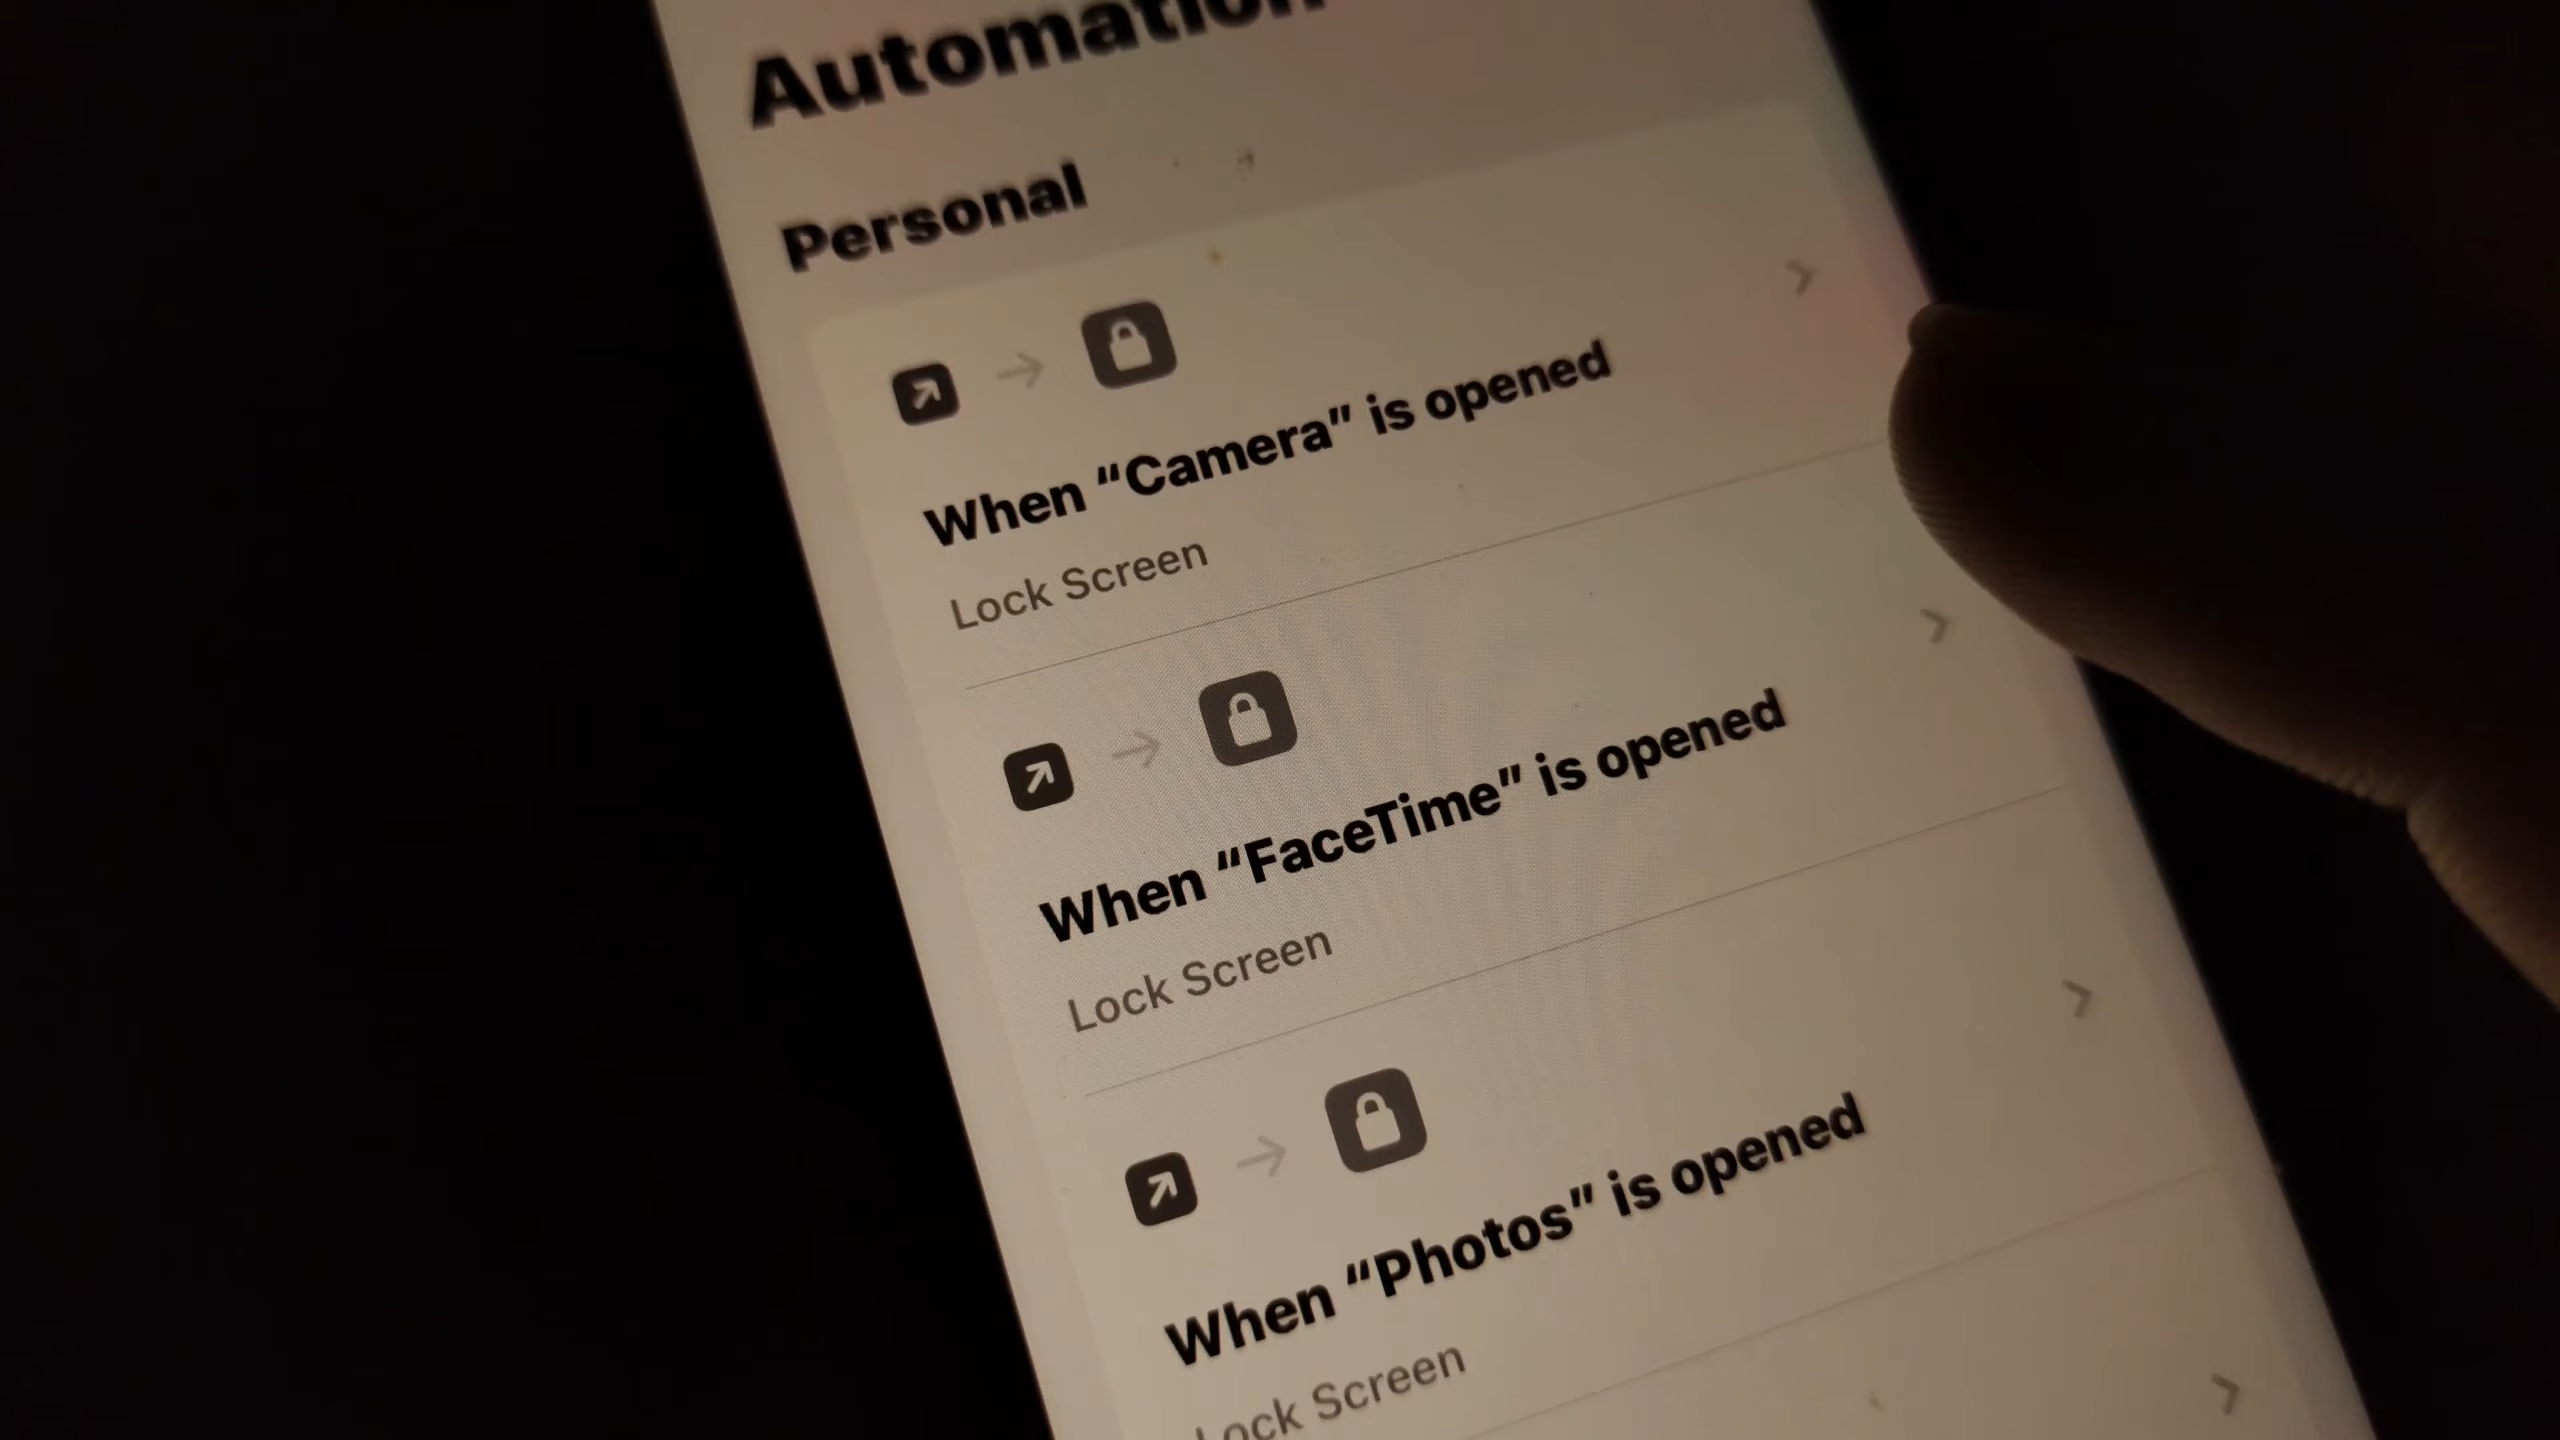 Automation
Personal
When “Camera” is opened
Lock Screen
When “FaceTime” is opened
Lock Screen
When “Photos” is opened
Lock Screen